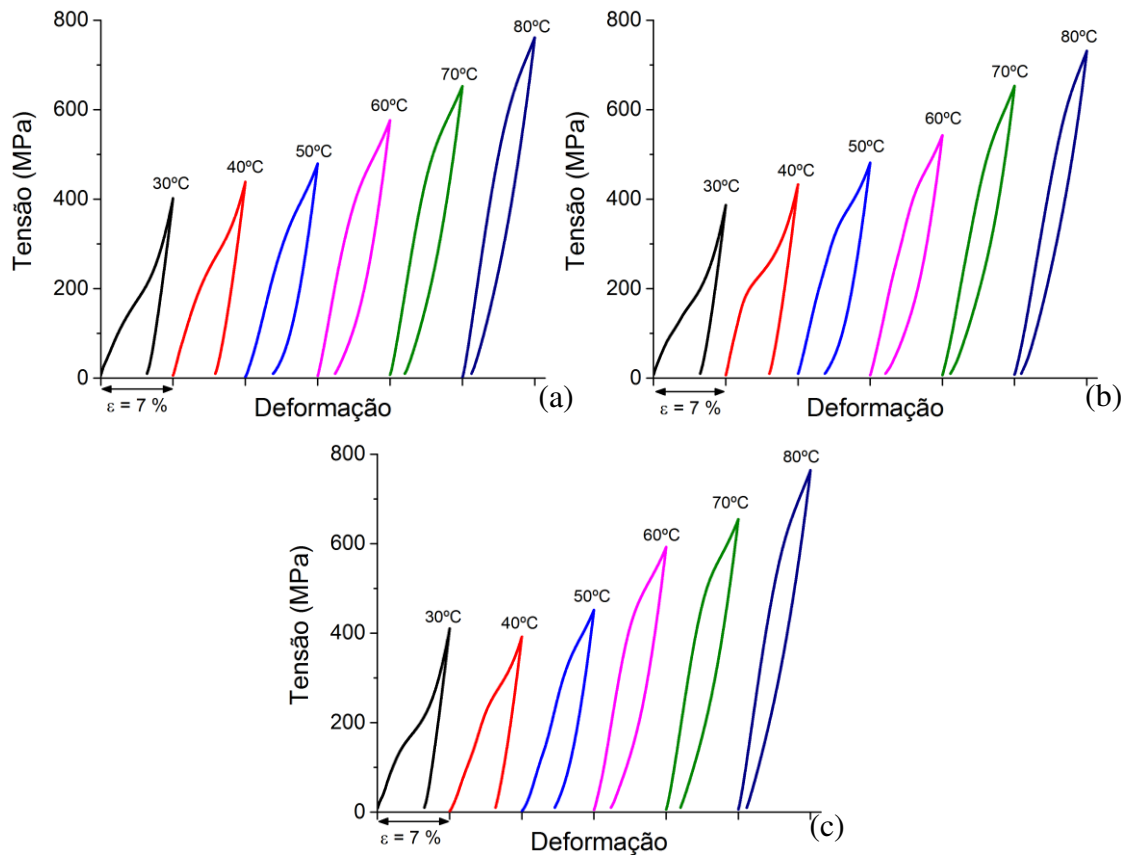 800
80ºC
70ºC
600
60ºC
50ºC
40ºC
30ºC
400
200
0
Tensão (MPa)
ε = 7 %
Deformação
(a)
800
80ºC
70ºC
600
60ºC
50ºC
40ºC
30ºC
400
200
0
Tensão (MPa)
ε = 7 %
Deformação
(b)
800
80ºC
70ºC
600
60ºC
50ºC
40ºC
30ºC
400
200
0
Tensão (MPa)
ε = 7 %
Deformação
(c)